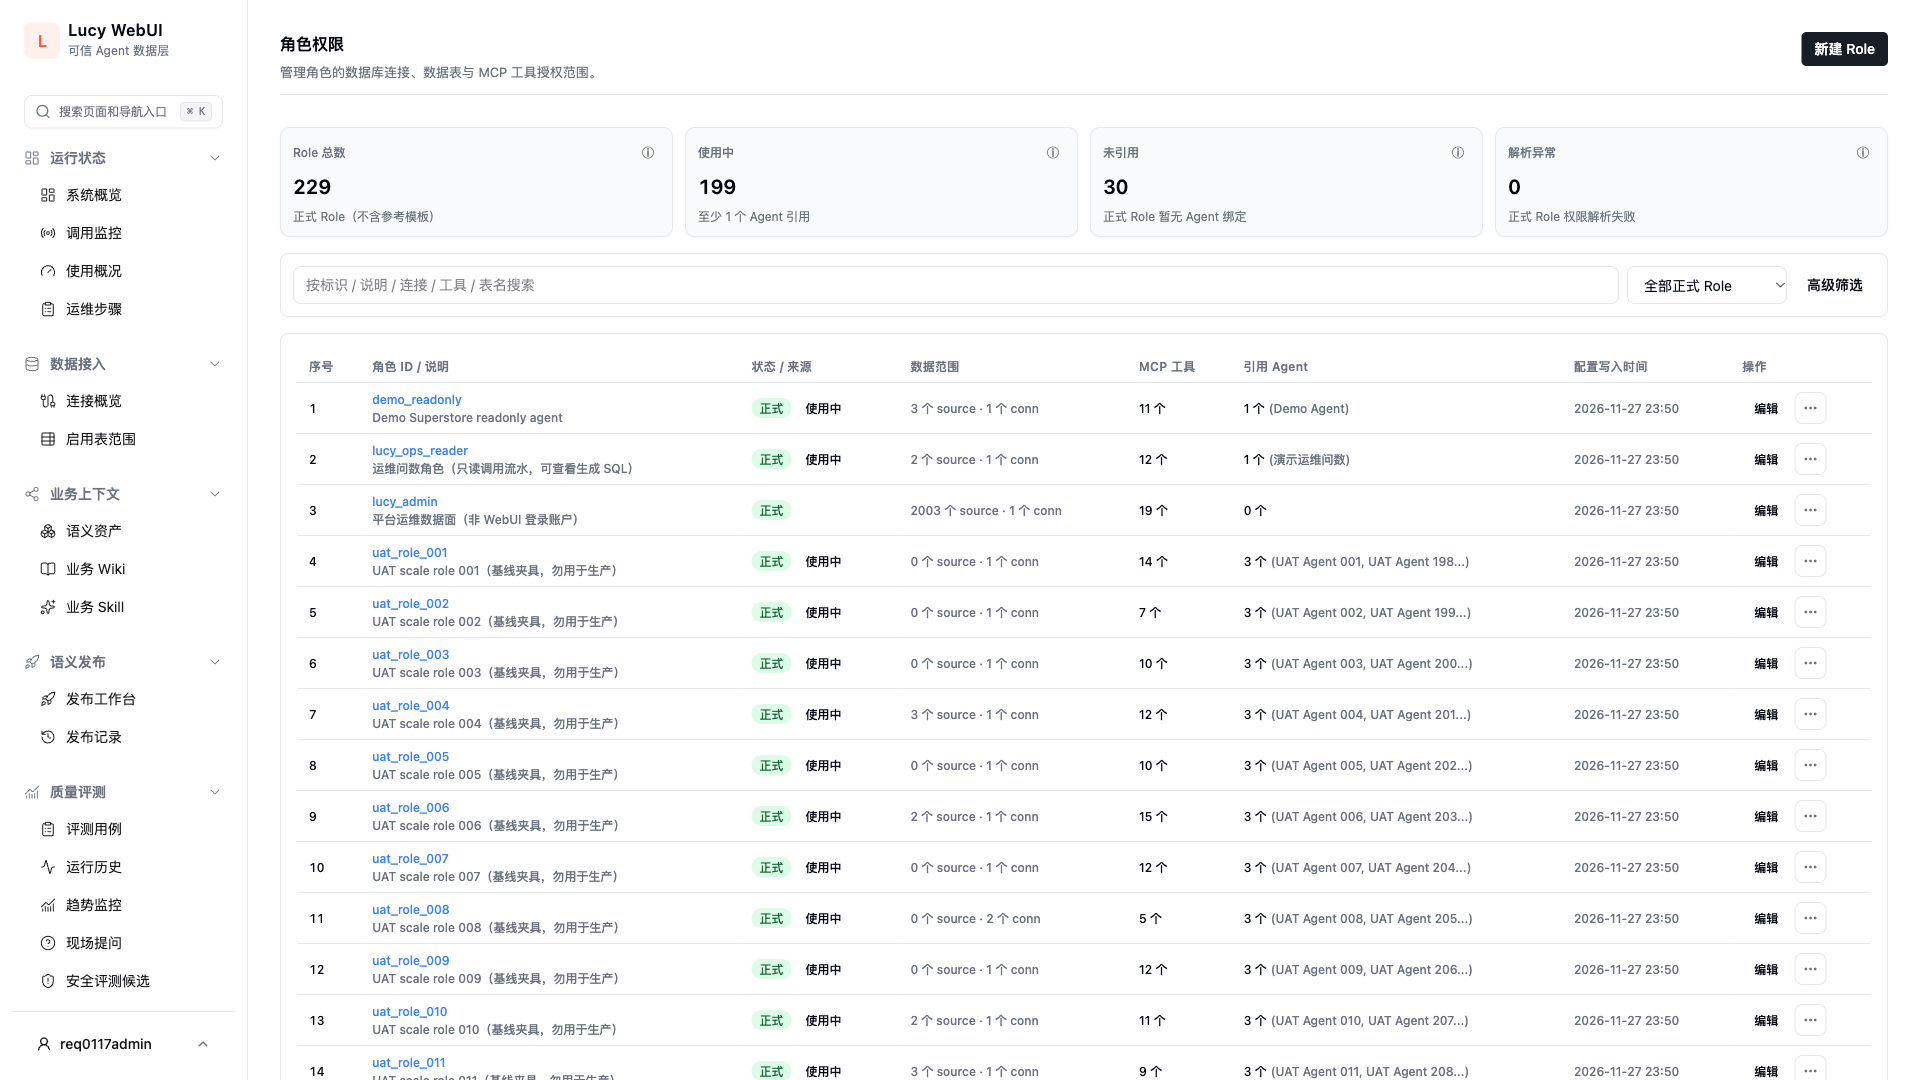 L
Lucy WebUI
可信 Agent 数据层
搜索页面和导航入口
⌘ K
运行状态
系统概览
调用监控
使用概况
运维步骤
数据接入
连接概览
启用表范围
业务上下文
语义资产
业务 Wiki
业务 Skill
语义发布
发布工作台
发布记录
质量评测
评测用例
运行历史
趋势监控
现场提问
安全评测候选
req0117admin
角色权限
管理角色的数据库连接、数据表与 MCP 工具授权范围。
新建 Role
Role 总数
229
正式 Role（不含参考模板）
使用中
199
至少 1 个 Agent 引用
未引用
30
正式 Role 暂无 Agent 绑定
解析异常
0
正式 Role 权限解析失败
按标识 / 说明 / 连接 / 工具 / 表名搜索
全部正式 Role
高级筛选
序号 角色 ID / 说明 状态 / 来源 数据范围 MCP 工具 引用 Agent 配置写入时间 操作
1 demo_readonly 正式 使用中 3 个 source · 1 个 conn 11 个 1 个 (Demo Agent) 2026-11-27 23:50 编辑 ···
Demo Superstore readonly agent
2 lucy_ops_reader 正式 使用中 2 个 source · 1 个 conn 12 个 1 个 (演示运维问数) 2026-11-27 23:50 编辑 ···
运维问数角色（只读调用流水，可查看生成 SQL）
3 lucy_admin 正式 2003 个 source · 1 个 conn 19 个 0 个 2026-11-27 23:50 编辑 ···
平台运维数据面（非 WebUI 登录账户）
4 uat_role_001 正式 使用中 0 个 source · 1 个 conn 14 个 3 个 (UAT Agent 001, UAT Agent 198...) 2026-11-27 23:50 编辑 ···
UAT scale role 001（基线夹具，勿用于生产）
5 uat_role_002 正式 使用中 0 个 source · 1 个 conn 7 个 3 个 (UAT Agent 002, UAT Agent 199...) 2026-11-27 23:50 编辑 ···
UAT scale role 002（基线夹具，勿用于生产）
6 uat_role_003 正式 使用中 0 个 source · 1 个 conn 10 个 3 个 (UAT Agent 003, UAT Agent 200...) 2026-11-27 23:50 编辑 ···
UAT scale role 003（基线夹具，勿用于生产）
7 uat_role_004 正式 使用中 3 个 source · 1 个 conn 12 个 3 个 (UAT Agent 004, UAT Agent 201...) 2026-11-27 23:50 编辑 ···
UAT scale role 004（基线夹具，勿用于生产）
8 uat_role_005 正式 使用中 0 个 source · 1 个 conn 10 个 3 个 (UAT Agent 005, UAT Agent 202...) 2026-11-27 23:50 编辑 ···
UAT scale role 005（基线夹具，勿用于生产）
9 uat_role_006 正式 使用中 2 个 source · 1 个 conn 15 个 3 个 (UAT Agent 006, UAT Agent 203...) 2026-11-27 23:50 编辑 ···
UAT scale role 006（基线夹具，勿用于生产）
10 uat_role_007 正式 使用中 0 个 source · 1 个 conn 12 个 3 个 (UAT Agent 007, UAT Agent 204...) 2026-11-27 23:50 编辑 ···
UAT scale role 007（基线夹具，勿用于生产）
11 uat_role_008 正式 使用中 0 个 source · 2 个 conn 5 个 3 个 (UAT Agent 008, UAT Agent 205...) 2026-11-27 23:50 编辑 ···
UAT scale role 008（基线夹具，勿用于生产）
12 uat_role_009 正式 使用中 0 个 source · 1 个 conn 12 个 3 个 (UAT Agent 009, UAT Agent 206...) 2026-11-27 23:50 编辑 ···
UAT scale role 009（基线夹具，勿用于生产）
13 uat_role_010 正式 使用中 2 个 source · 1 个 conn 11 个 3 个 (UAT Agent 010, UAT Agent 207...) 2026-11-27 23:50 编辑 ···
UAT scale role 010（基线夹具，勿用于生产）
14 uat_role_011 正式 使用中 3 个 source · 1 个 conn 9 个 3 个 (UAT Agent 011, UAT Agent 208...) 2026-11-27 23:50 编辑 ···
UAT scale role 011（基线夹具，勿用于生产）